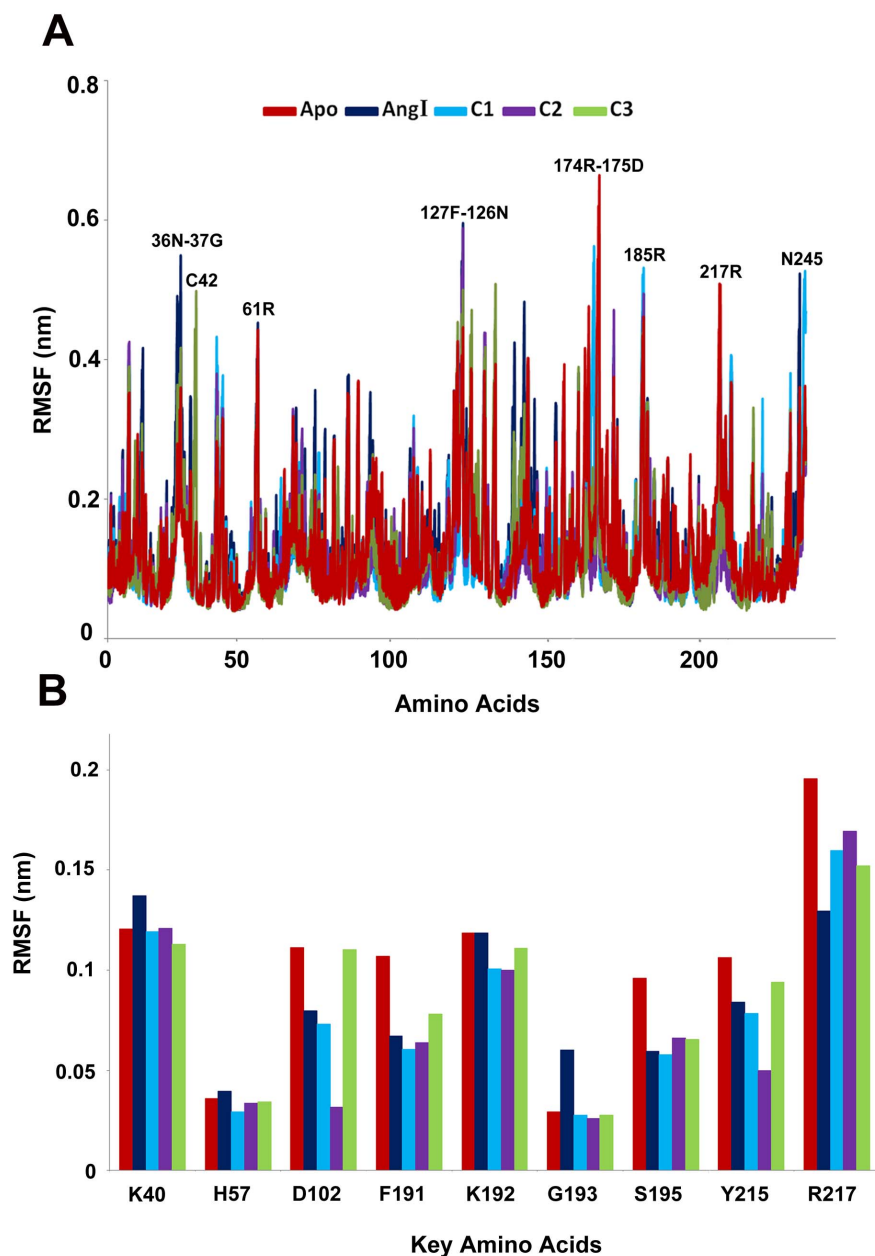 A
0.8
Apo AngI C1 C2 C3
174R-175D
127F-126N
0.6
36N-37G
185R
N245
C42
217R
61R
RMSF (nm)
0.4
0.2
0
0 50 100 150 200
Amino Acids
B
0.2
0.15
RMSF (nm)
0.1
0.05
0
K40 H57 D102 F191 K192 G193 S195 Y215 R217
Key Amino Acids